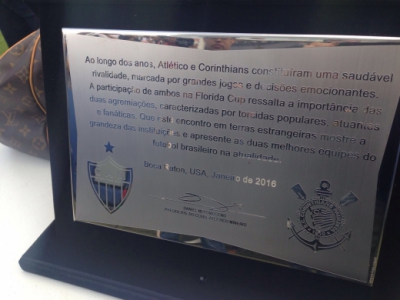 Ao longo dos anos, Atlético e Corinthians construíram uma saudável
rivalidade, marcada por grandes jogos e decisões emocionantes.
A participação de ambos na Florida Cup ressalta a importância das
duas agremiações, caracterizadas por torcidas populares, atuantes
e fanáticas. Que este encontro em terras estrangeiras mostre a
grandeza das instituições e apresente as duas melhores equipes do
futebol brasileiro na atualidade.
Boca Raton, USA, Janeiro de 2016